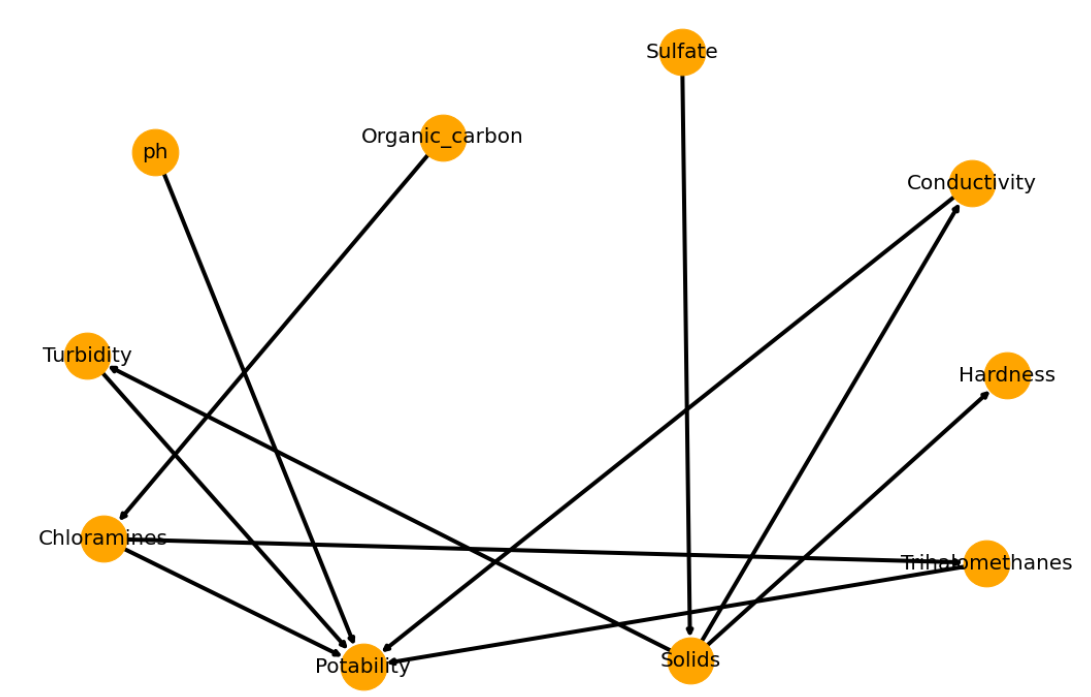 Sulfate
Organic_carbon
ph
Conductivity
Turbidity
Hardness
Chloramines
Trihalomethanes
Solids
Potability